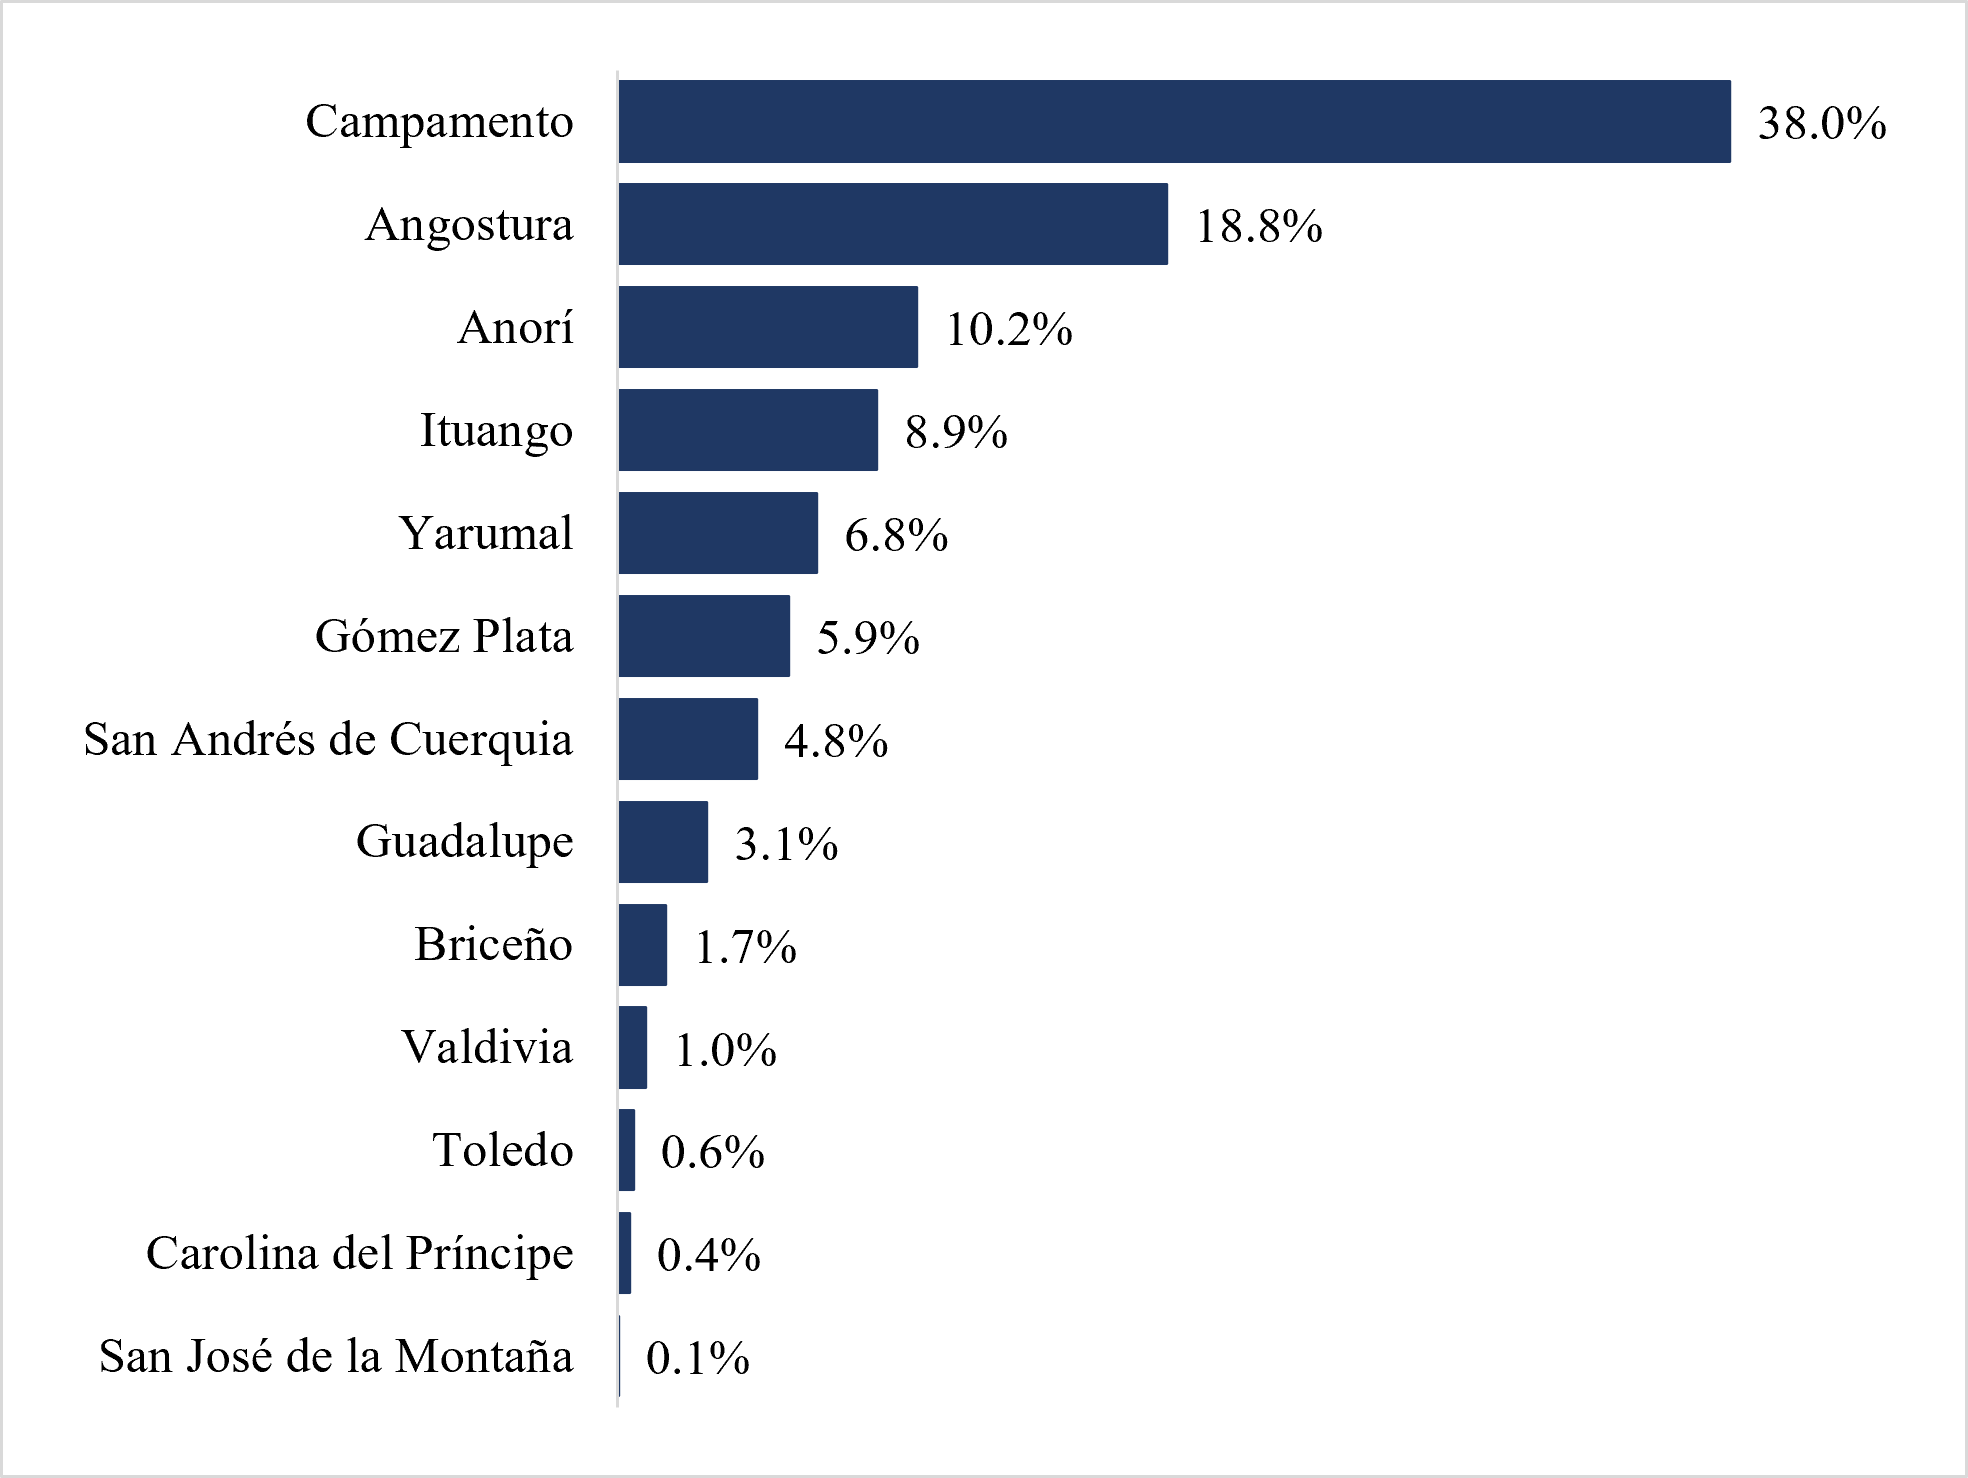 Campamento 38.0%
Angostura 18.8%
Anorí 10.2%
Ituango 8.9%
Yarumal 6.8%
Gómez Plata 5.9%
San Andrés de Cuerquia 4.8%
Guadalupe 3.1%
Briceño 1.7%
Valdivia 1.0%
Toledo 0.6%
Carolina del Príncipe 0.4%
San José de la Montaña 0.1%